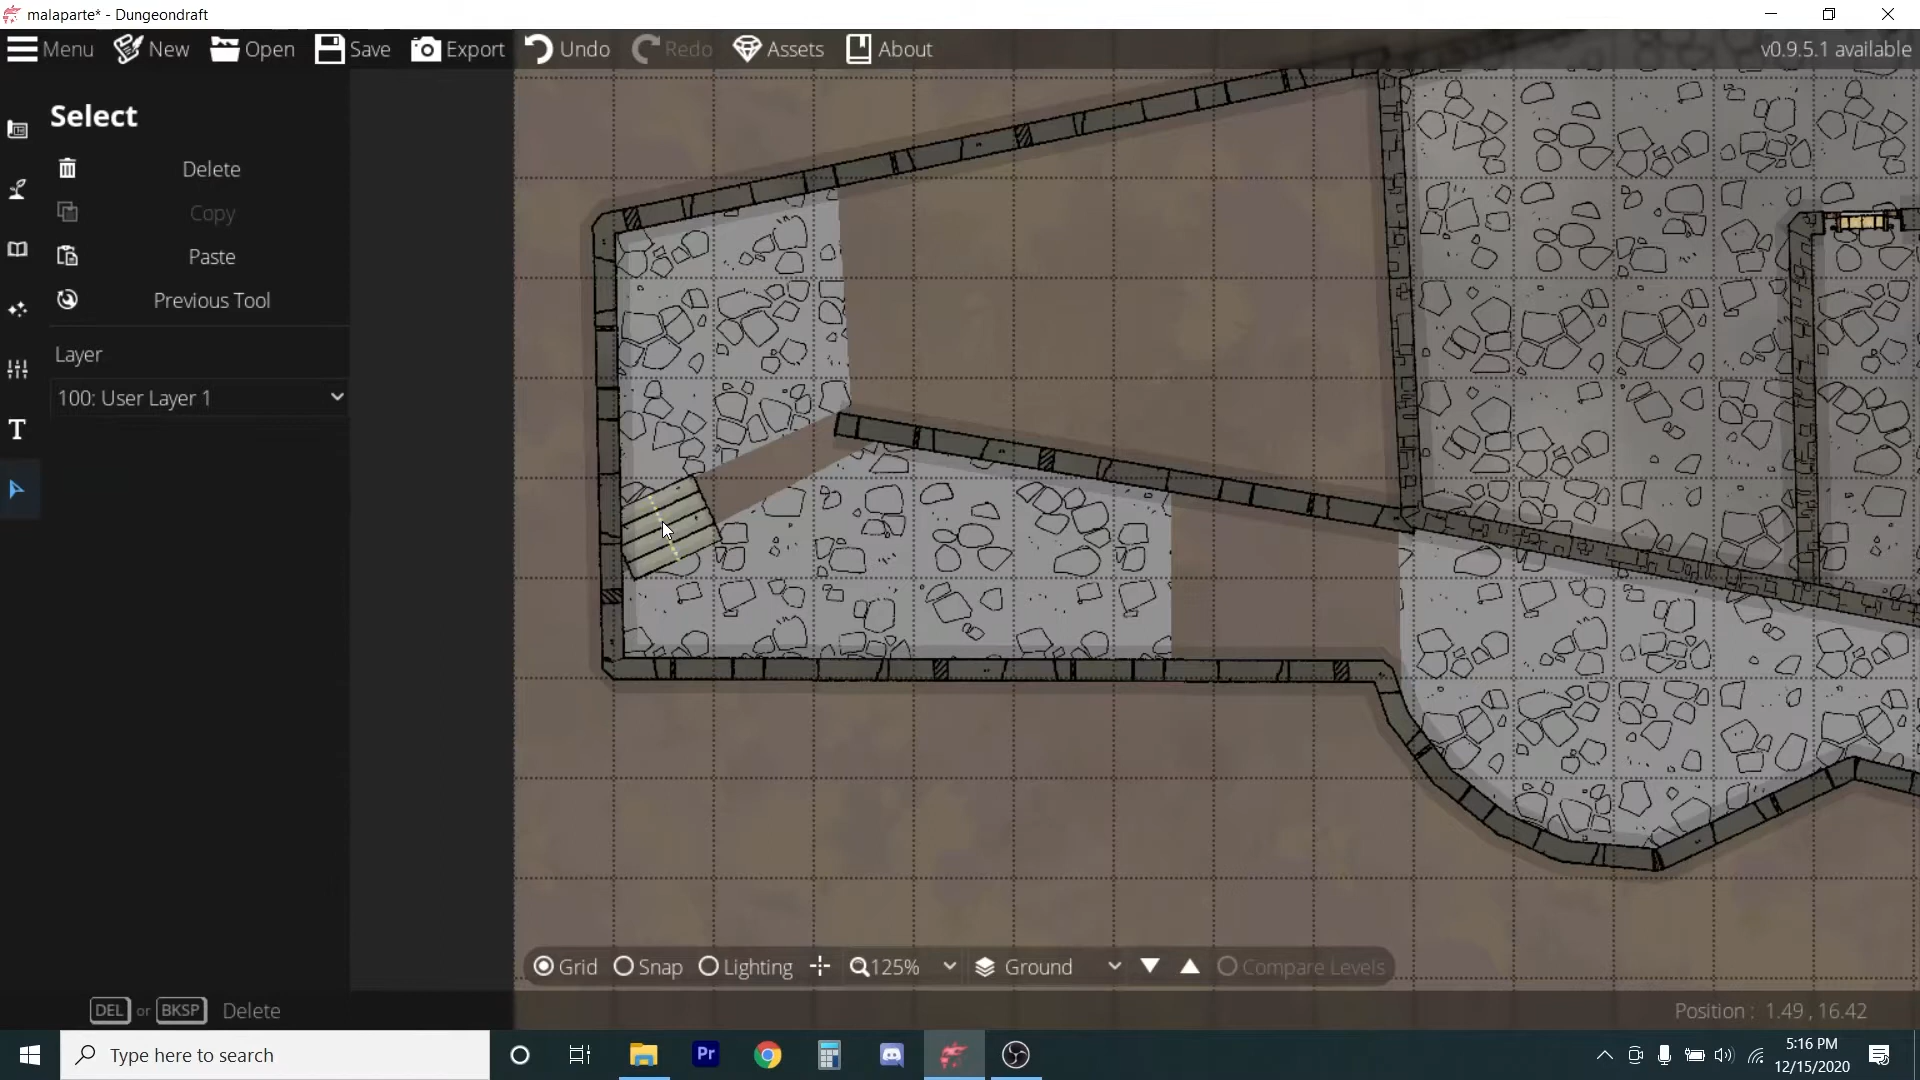 malaparte* - Dungeondraft
Menu New Open Save Export Undo Redo Assets About v0.9.5.1 available
Select
Delete
Copy
Paste
Previous Tool
Layer
100: User Layer 1
T
Grid Snap Lighting 125% Ground Compare Levels
DEL or BKSP Delete
Position : 1.49 , 16.42
Type here to search
Pr
5:16 PM
12/15/2020